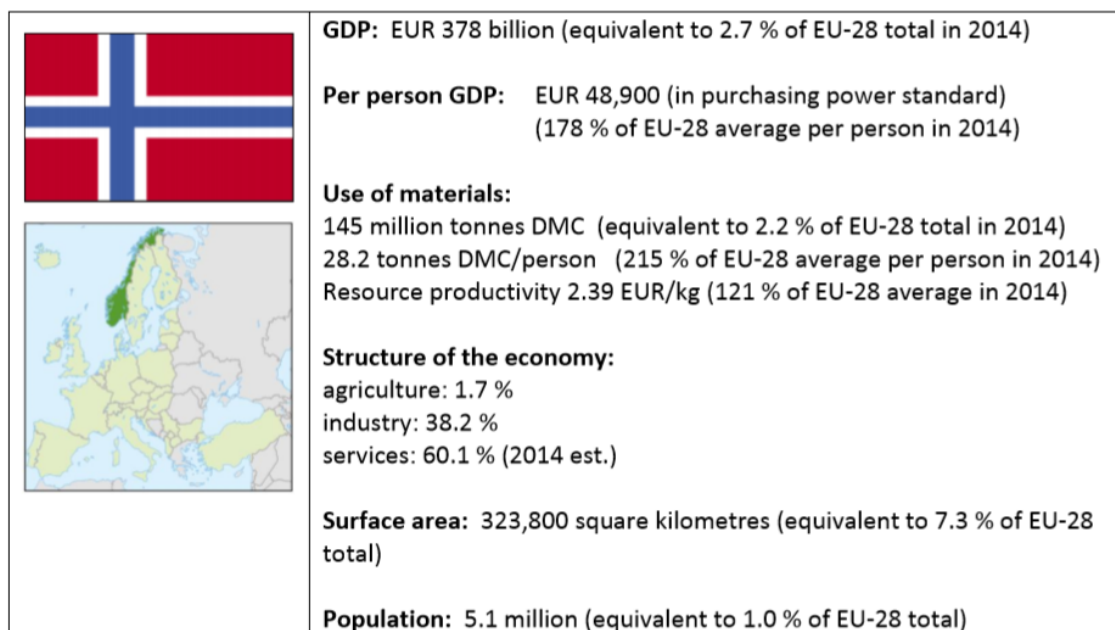 GDP: EUR 378 billion (equivalent to 2.7 % of EU-28 total in 2014)
Per person GDP: EUR 48,900 (in purchasing power standard)
(178 % of EU-28 average per person in 2014)
Use of materials:
145 million tonnes DMC (equivalent to 2.2 % of EU-28 total in 2014)
28.2 tonnes DMC/person (215 % of EU-28 average per person in 2014)
Resource productivity 2.39 EUR/kg (121 % of EU-28 average in 2014)
Structure of the economy:
agriculture: 1.7 %
industry: 38.2 %
services: 60.1 % (2014 est.)
Surface area: 323,800 square kilometres (equivalent to 7.3 % of EU-28
total)
Population: 5.1 million (equivalent to 1.0 % of EU-28 total)